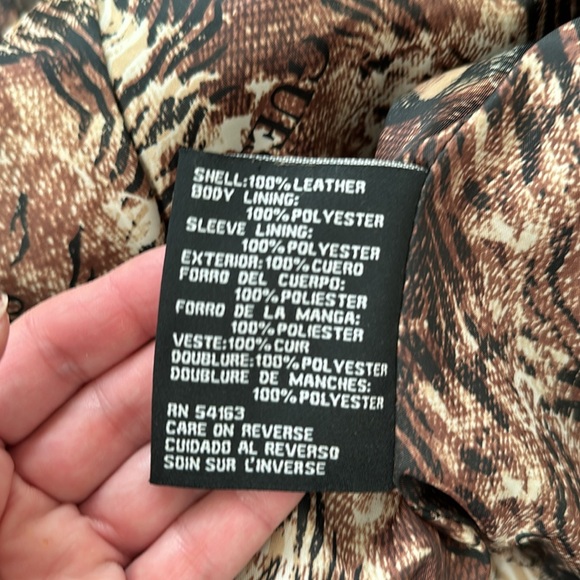 GUE
SHELL:100%LEATHER
BODY LINING:
100%POLYESTER
SLEEVE LINING:
100%POLYESTER
EXTERIOR:100%CUERO
FORRO DEL CUERPO:
100%POLIESTER
FORRO DE LA MANGA:
100%POLIESTER
VESTE:100%CUIR
DOUBLURE:100%POLYESTER
DOUBLURE DE MANCHES:
100%POLYESTER
RN 54163
CARE ON REVERSE
CUIDADO AL REVERSO
SOIN SUR L'INVERSE